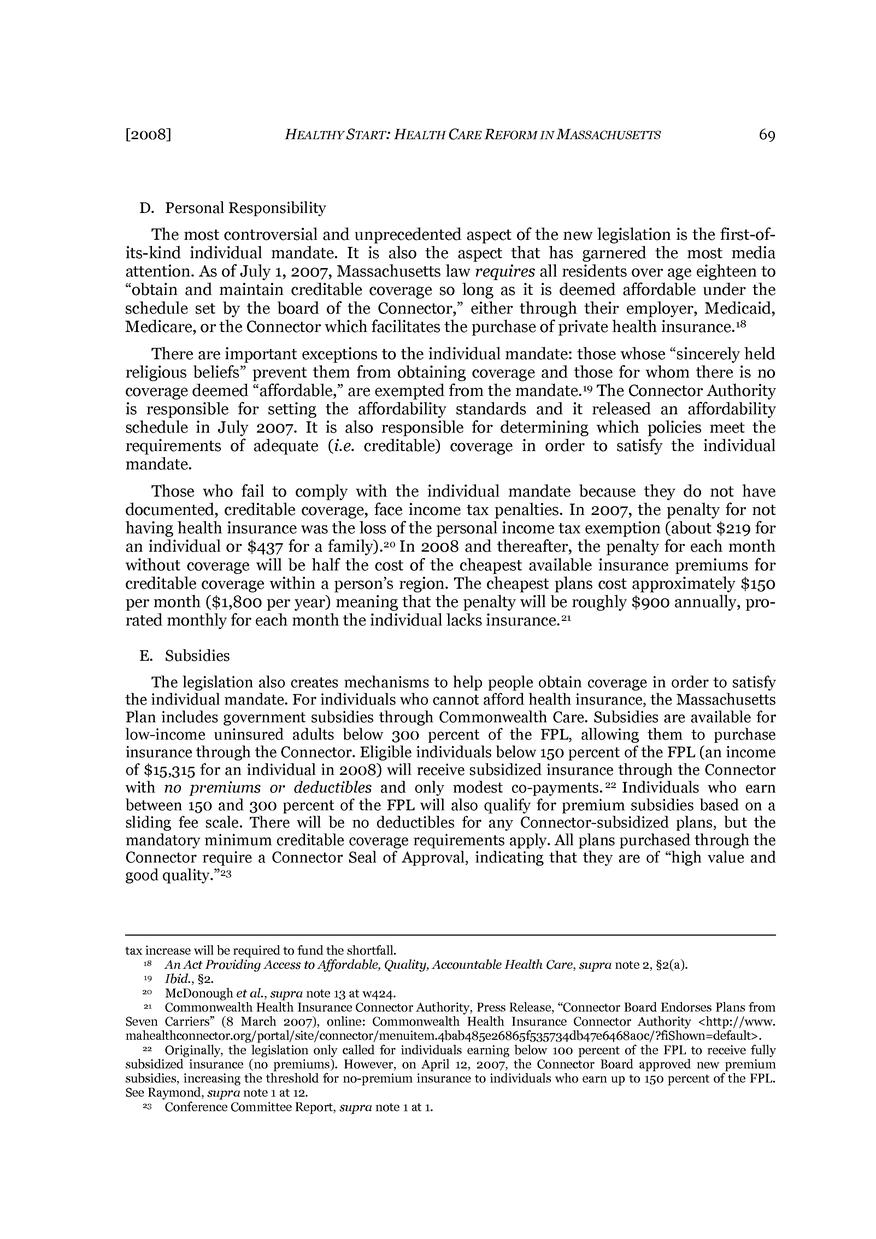 [2008] HEALTHY START: HEALTH CARE REFORM IN MASSACHUSETTS 69
D. Personal Responsibility
The most controversial and unprecedented aspect of the new legislation is the first-of-
its-kind individual mandate. It is also the aspect that has garnered the most media
attention. As of July 1, 2007, Massachusetts law requires all residents over age eighteen to
“obtain and maintain creditable coverage so long as it is deemed affordable under the
schedule set by the board of the Connector,” either through their employer, Medicaid,
Medicare, or the Connector which facilitates the purchase of private health insurance.18
There are important exceptions to the individual mandate: those whose “sincerely held
religious beliefs” prevent them from obtaining coverage and those for whom there is no
coverage deemed “affordable,” are exempted from the mandate.19 The Connector Authority
is responsible for setting the affordability standards and it released an affordability
schedule in July 2007. It is also responsible for determining which policies meet the
requirements of adequate (i.e. creditable) coverage in order to satisfy the individual
mandate.
Those who fail to comply with the individual mandate because they do not have
documented, creditable coverage, face income tax penalties. In 2007, the penalty for not
having health insurance was the loss of the personal income tax exemption (about $219 for
an individual or $437 for a family).20 In 2008 and thereafter, the penalty for each month
without coverage will be half the cost of the cheapest available insurance premiums for
creditable coverage within a person’s region. The cheapest plans cost approximately $150
per month ($1,800 per year) meaning that the penalty will be roughly $900 annually, pro-
rated monthly for each month the individual lacks insurance.21
E. Subsidies
The legislation also creates mechanisms to help people obtain coverage in order to satisfy
the individual mandate. For individuals who cannot afford health insurance, the Massachusetts
Plan includes government subsidies through Commonwealth Care. Subsidies are available for
low-income uninsured adults below 300 percent of the FPL, allowing them to purchase
insurance through the Connector. Eligible individuals below 150 percent of the FPL (an income
of $15,315 for an individual in 2008) will receive subsidized insurance through the Connector
with no premiums or deductibles and only modest co-payments.22 Individuals who earn
between 150 and 300 percent of the FPL will also qualify for premium subsidies based on a
sliding fee scale. There will be no deductibles for any Connector-subsidized plans, but the
mandatory minimum creditable coverage requirements apply. All plans purchased through the
Connector require a Connector Seal of Approval, indicating that they are of “high value and
good quality.”23
tax increase will be required to fund the shortfall.
18 An Act Providing Access to Affordable, Quality, Accountable Health Care, supra note 2, §2(a).
19 Ibid., §2.
20 McDonough et al., supra note 13 at w424.
21 Commonwealth Health Insurance Connector Authority, Press Release, “Connector Board Endorses Plans from
Seven Carriers” (8 March 2007), online: Commonwealth Health Insurance Connector Authority <http://www.
mahealthconnector.org/portal/site/connector/menuitem.4bab485e26865f535734db47e6468a0c/?fiShown=default>.
22 Originally, the legislation only called for individuals earning below 100 percent of the FPL to receive fully
subsidized insurance (no premiums). However, on April 12, 2007, the Connector Board approved new premium
subsidies, increasing the threshold for no-premium insurance to individuals who earn up to 150 percent of the FPL.
See Raymond, supra note 1 at 12.
23 Conference Committee Report, supra note 1 at 1.